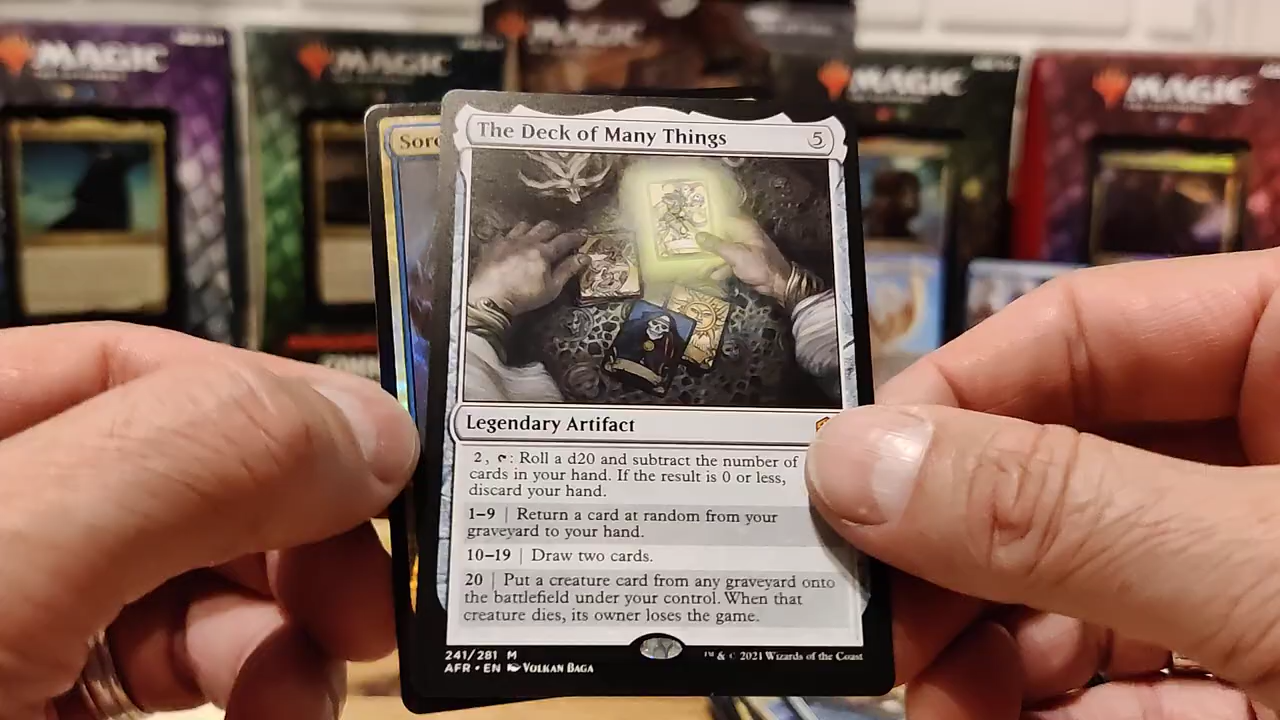 MAGIC
MAGIC
MAGIC
MAGIC
MAGIC
Sorc
The Deck of Many Things 5
Legendary Artifact
2, T: Roll a d20 and subtract the number of
cards in your hand. If the result is 0 or less,
discard your hand.
1–9 | Return a card at random from your
graveyard to your hand.
10–19 | Draw two cards.
20 | Put a creature card from any graveyard onto
the battlefield under your control. When that
creature dies, its owner loses the game.
241/281 M
AFR • EN VOLKAN BAGA
™ & © 2021 Wizards of the Coast